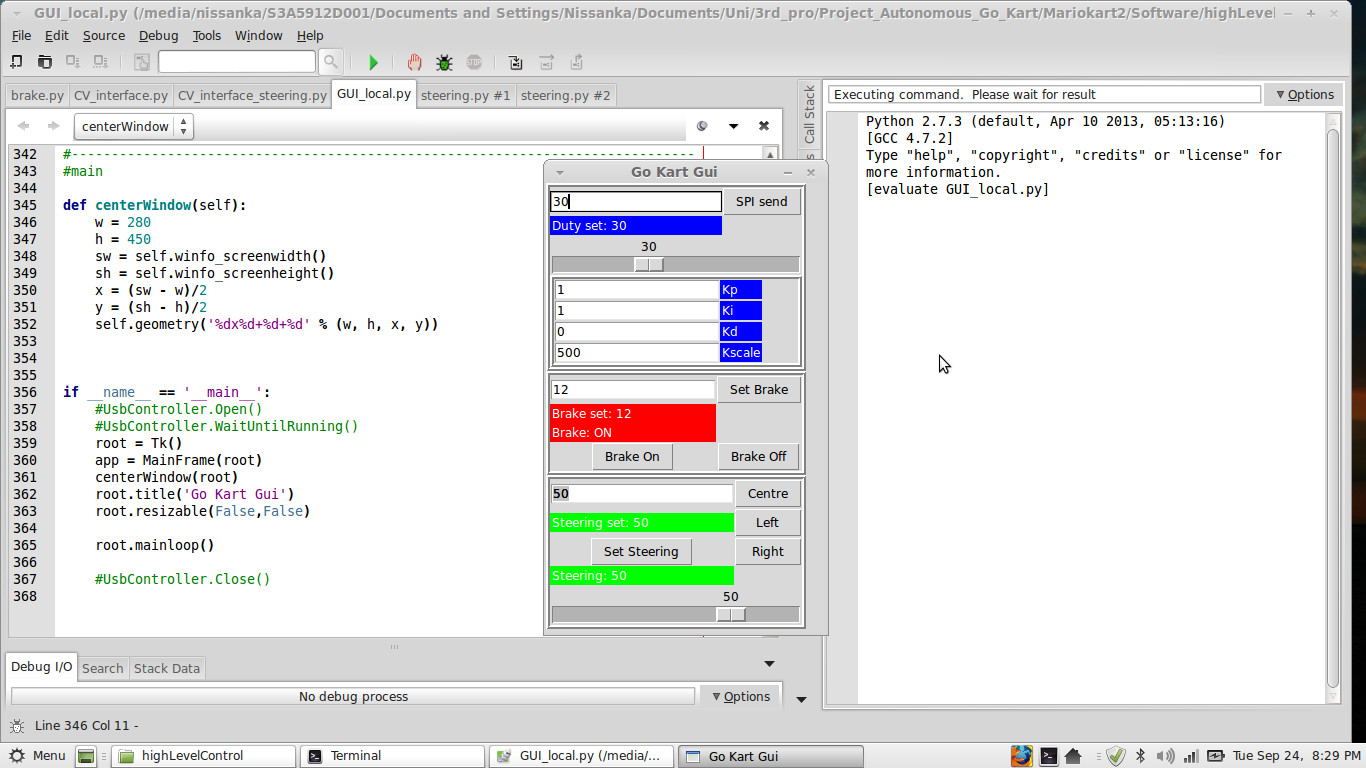 GUI_local.py (/media/nissanka/S3A5912D001/Documents and Settings/Nissanka/Documents/Uni/3rd_pro/Project_Autonomous_Go_Kart/Mariokart2/Software/highLevel
File Edit Source Debug Tools Window Help
brake.py CV_interface.py CV_interface_steering.py GUI_local.py steering.py #1 steering.py #2
centerWindow
342 #------------------------------------------------------------------------------
343 #main
344
345 def centerWindow(self):
346 w = 280
347 h = 450
348 sw = self.winfo_screenwidth()
349 sh = self.winfo_screenheight()
350 x = (sw - w)/2
351 y = (sh - h)/2
352 self.geometry('%dx%d+%d+%d' % (w, h, x, y))
353
354
355
356 if __name__ == '__main__':
357 #UsbController.Open()
358 #UsbController.WaitUntilRunning()
359 root = Tk()
360 app = MainFrame(root)
361 centerWindow(root)
362 root.title('Go Kart Gui')
363 root.resizable(False,False)
364
365 root.mainloop()
366
367 #UsbController.Close()
368
Go Kart Gui
30 SPI send
Duty set: 30
30
1 Kp
1 Ki
0 Kd
500 Kscale
12 Set Brake
Brake set: 12
Brake: ON
Brake On Brake Off
50 Centre
Steering set: 50 Left
Set Steering Right
Steering: 50
50
Call Stack
Executing command. Please wait for result
Options
Python 2.7.3 (default, Apr 10 2013, 05:13:16)
[GCC 4.7.2]
Type "help", "copyright", "credits" or "license" for
more information.
[evaluate GUI_local.py]
Debug I/O Search Stack Data
No debug process Options
Line 346 Col 11 -
Menu highLevelControl Terminal GUI_local.py (/media/... Go Kart Gui Tue Sep 24, 8:29 PM